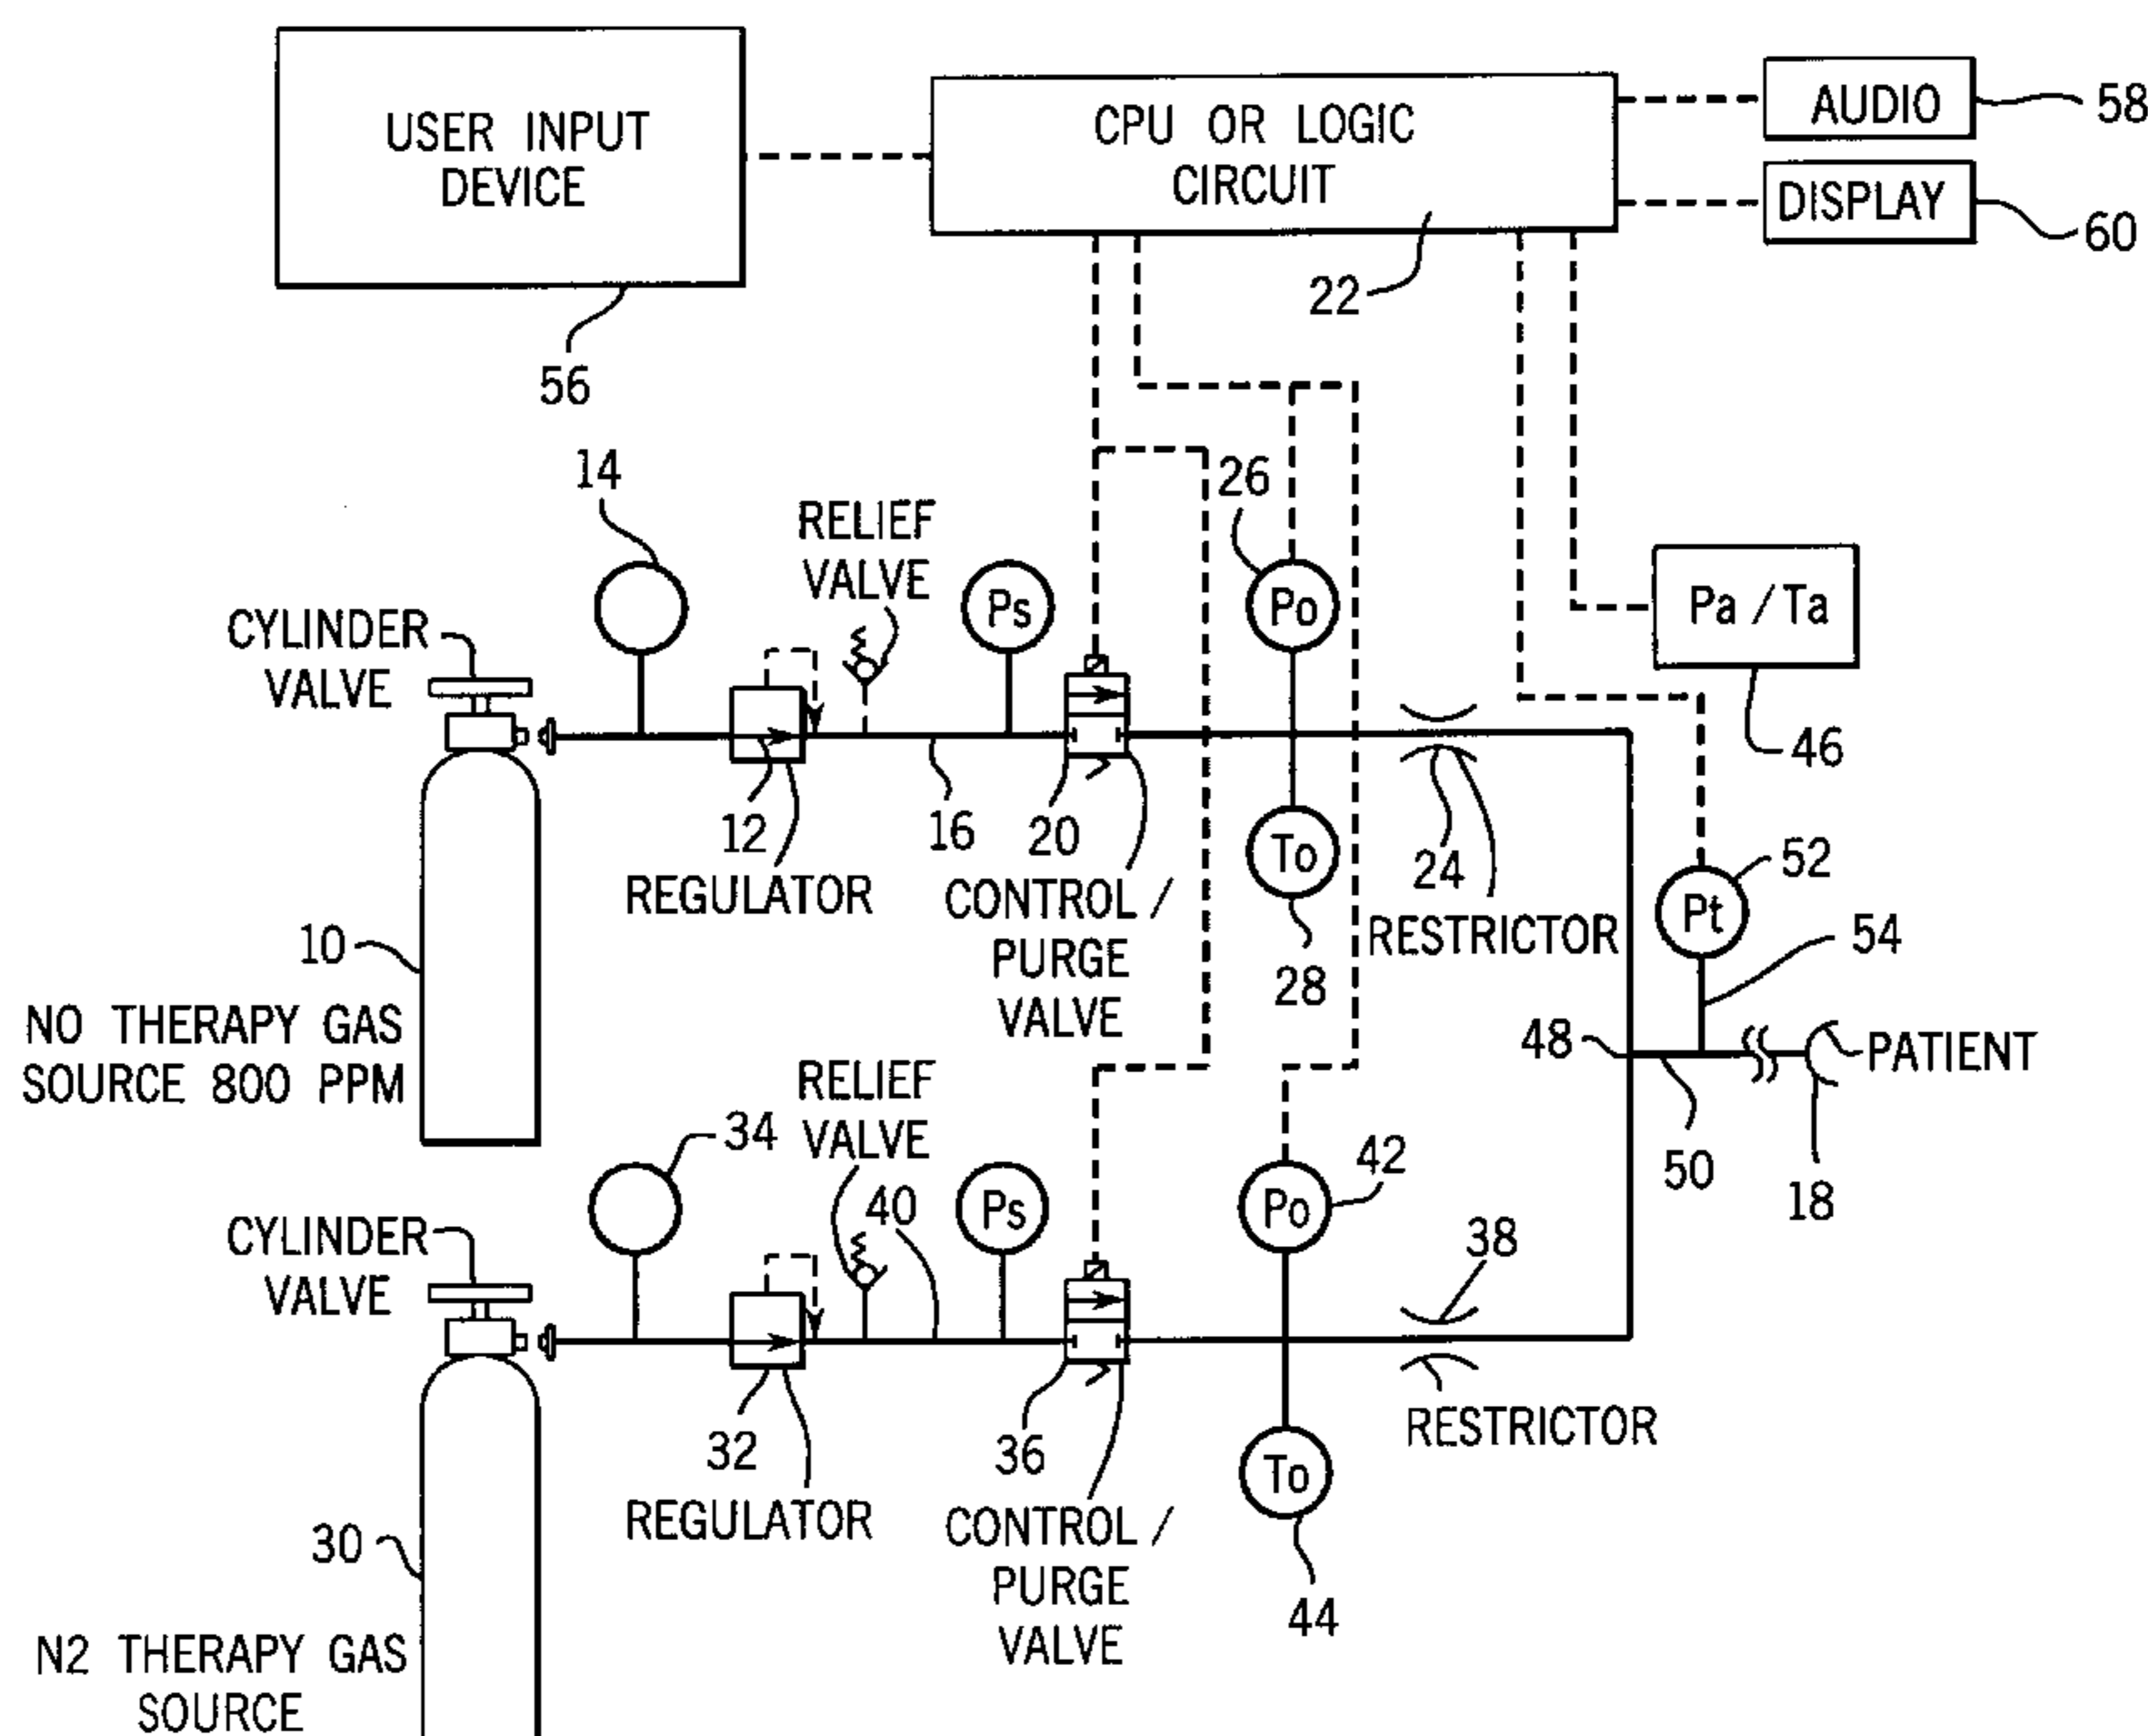 USER INPUT
DEVICE
56
CPU OR LOGIC
CIRCUIT
22
AUDIO
58
DISPLAY
60
14
RELIEF
VALVE
Ps
26
Po
Pa / Ta
46
CYLINDER
VALVE
12
REGULATOR
16
20
CONTROL /
PURGE
VALVE
To
28
24
RESTRICTOR
52
Pt
54
10
NO THERAPY GAS
SOURCE 800 PPM
48
PATIENT
50
18
RELIEF
VALVE
34
40
Ps
42
Po
38
CYLINDER
VALVE
32
REGULATOR
36
CONTROL /
PURGE
VALVE
To
44
RESTRICTOR
30
N2 THERAPY GAS
SOURCE